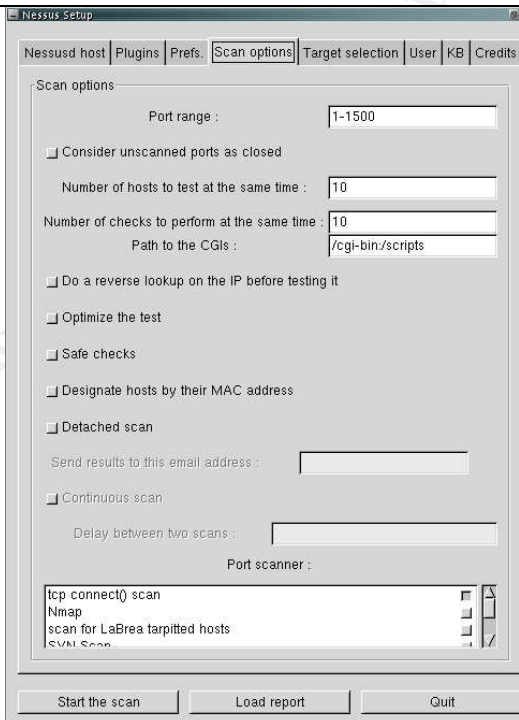 Nessus Setup
Nessusd host Plugins Prefs. Scan options Target selection User KB Credits
Scan options
Port range : 1-1500
Consider unscanned ports as closed
Number of hosts to test at the same time : 10
Number of checks to perform at the same time : 10
Path to the CGIs : /cgi-bin:/scripts
Do a reverse lookup on the IP before testing it
Optimize the test
Safe checks
Designate hosts by their MAC address
Detached scan
Send results to this email address :
Continuous scan
Delay between two scans :
Port scanner :
tcp connect() scan
Nmap
scan for LaBrea tarpitted hosts
SYN Scan
Start the scan Load report Quit